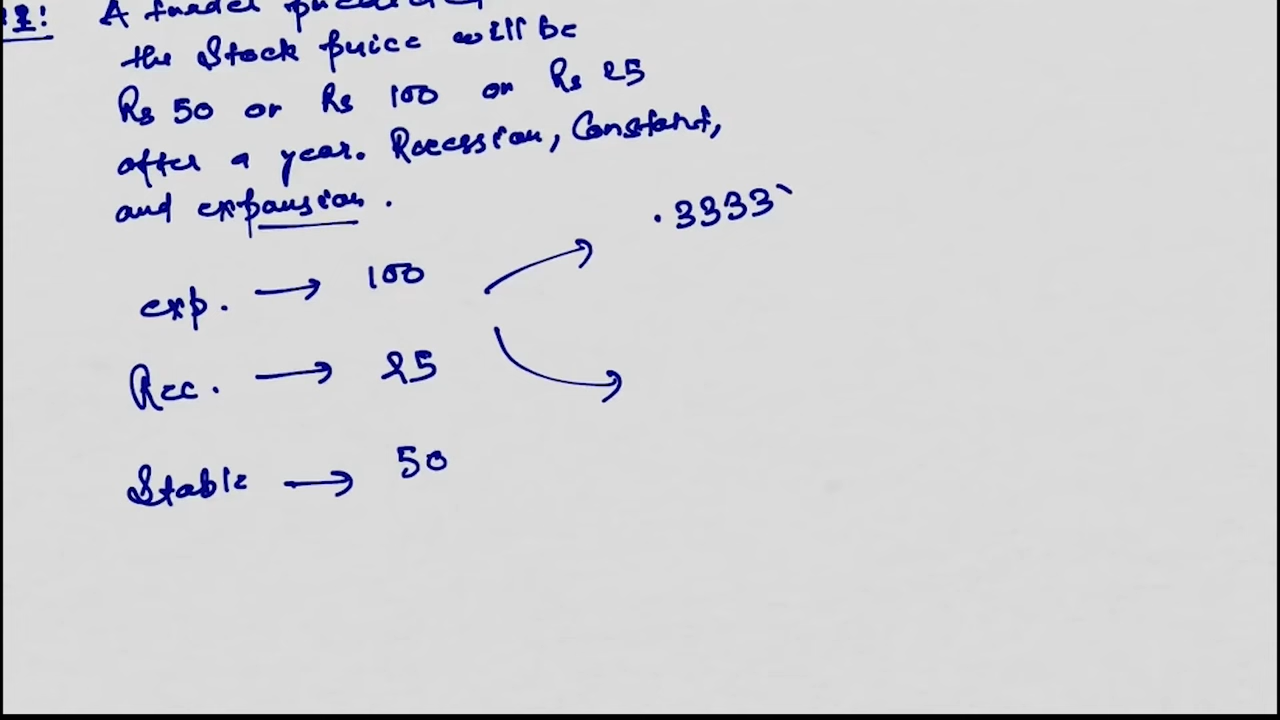 A trader predicted
the Stock price will be
Rs 50 or Rs 100 or Rs 25
after a year. Recession, Constant,
and expansion.
.3333
exp. → 100
Rec. → 25
Stable → 50